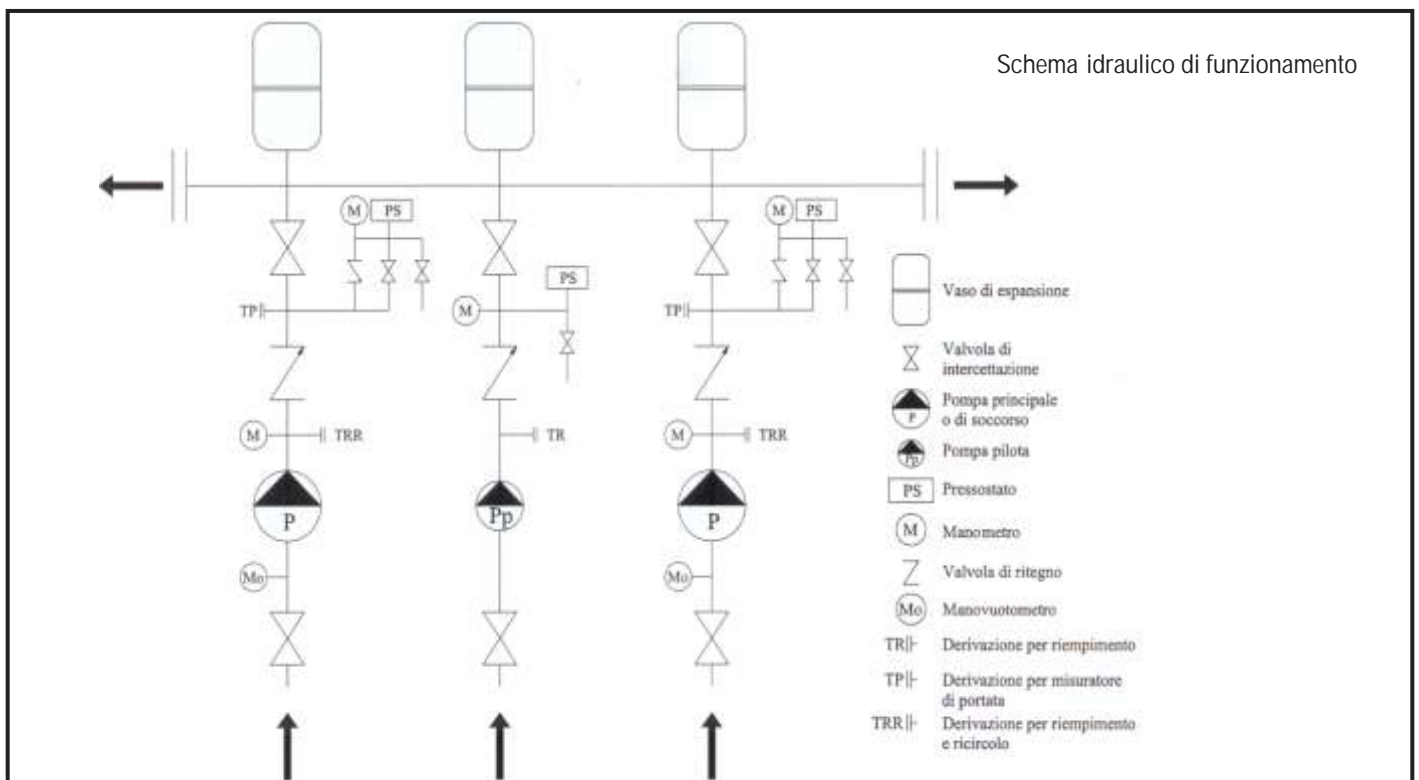 Schema idraulico di funzionamento
M PS
M PS
PS
TP
M
TP
M
TRR
TR
M
TRR
P
Pp
P
Mo
Mo
Vaso di espansione
Valvola di
intercettazione
P
Pompa principale
o di soccorso
Pp
Pompa pilota
PS
Pressostato
M
Manometro
Valvola di ritegno
Mo
Manovuotometro
TR
Derivazione per riempimento
TP
Derivazione per misuratore
di portata
TRR
Derivazione per riempimento
e ricircolo